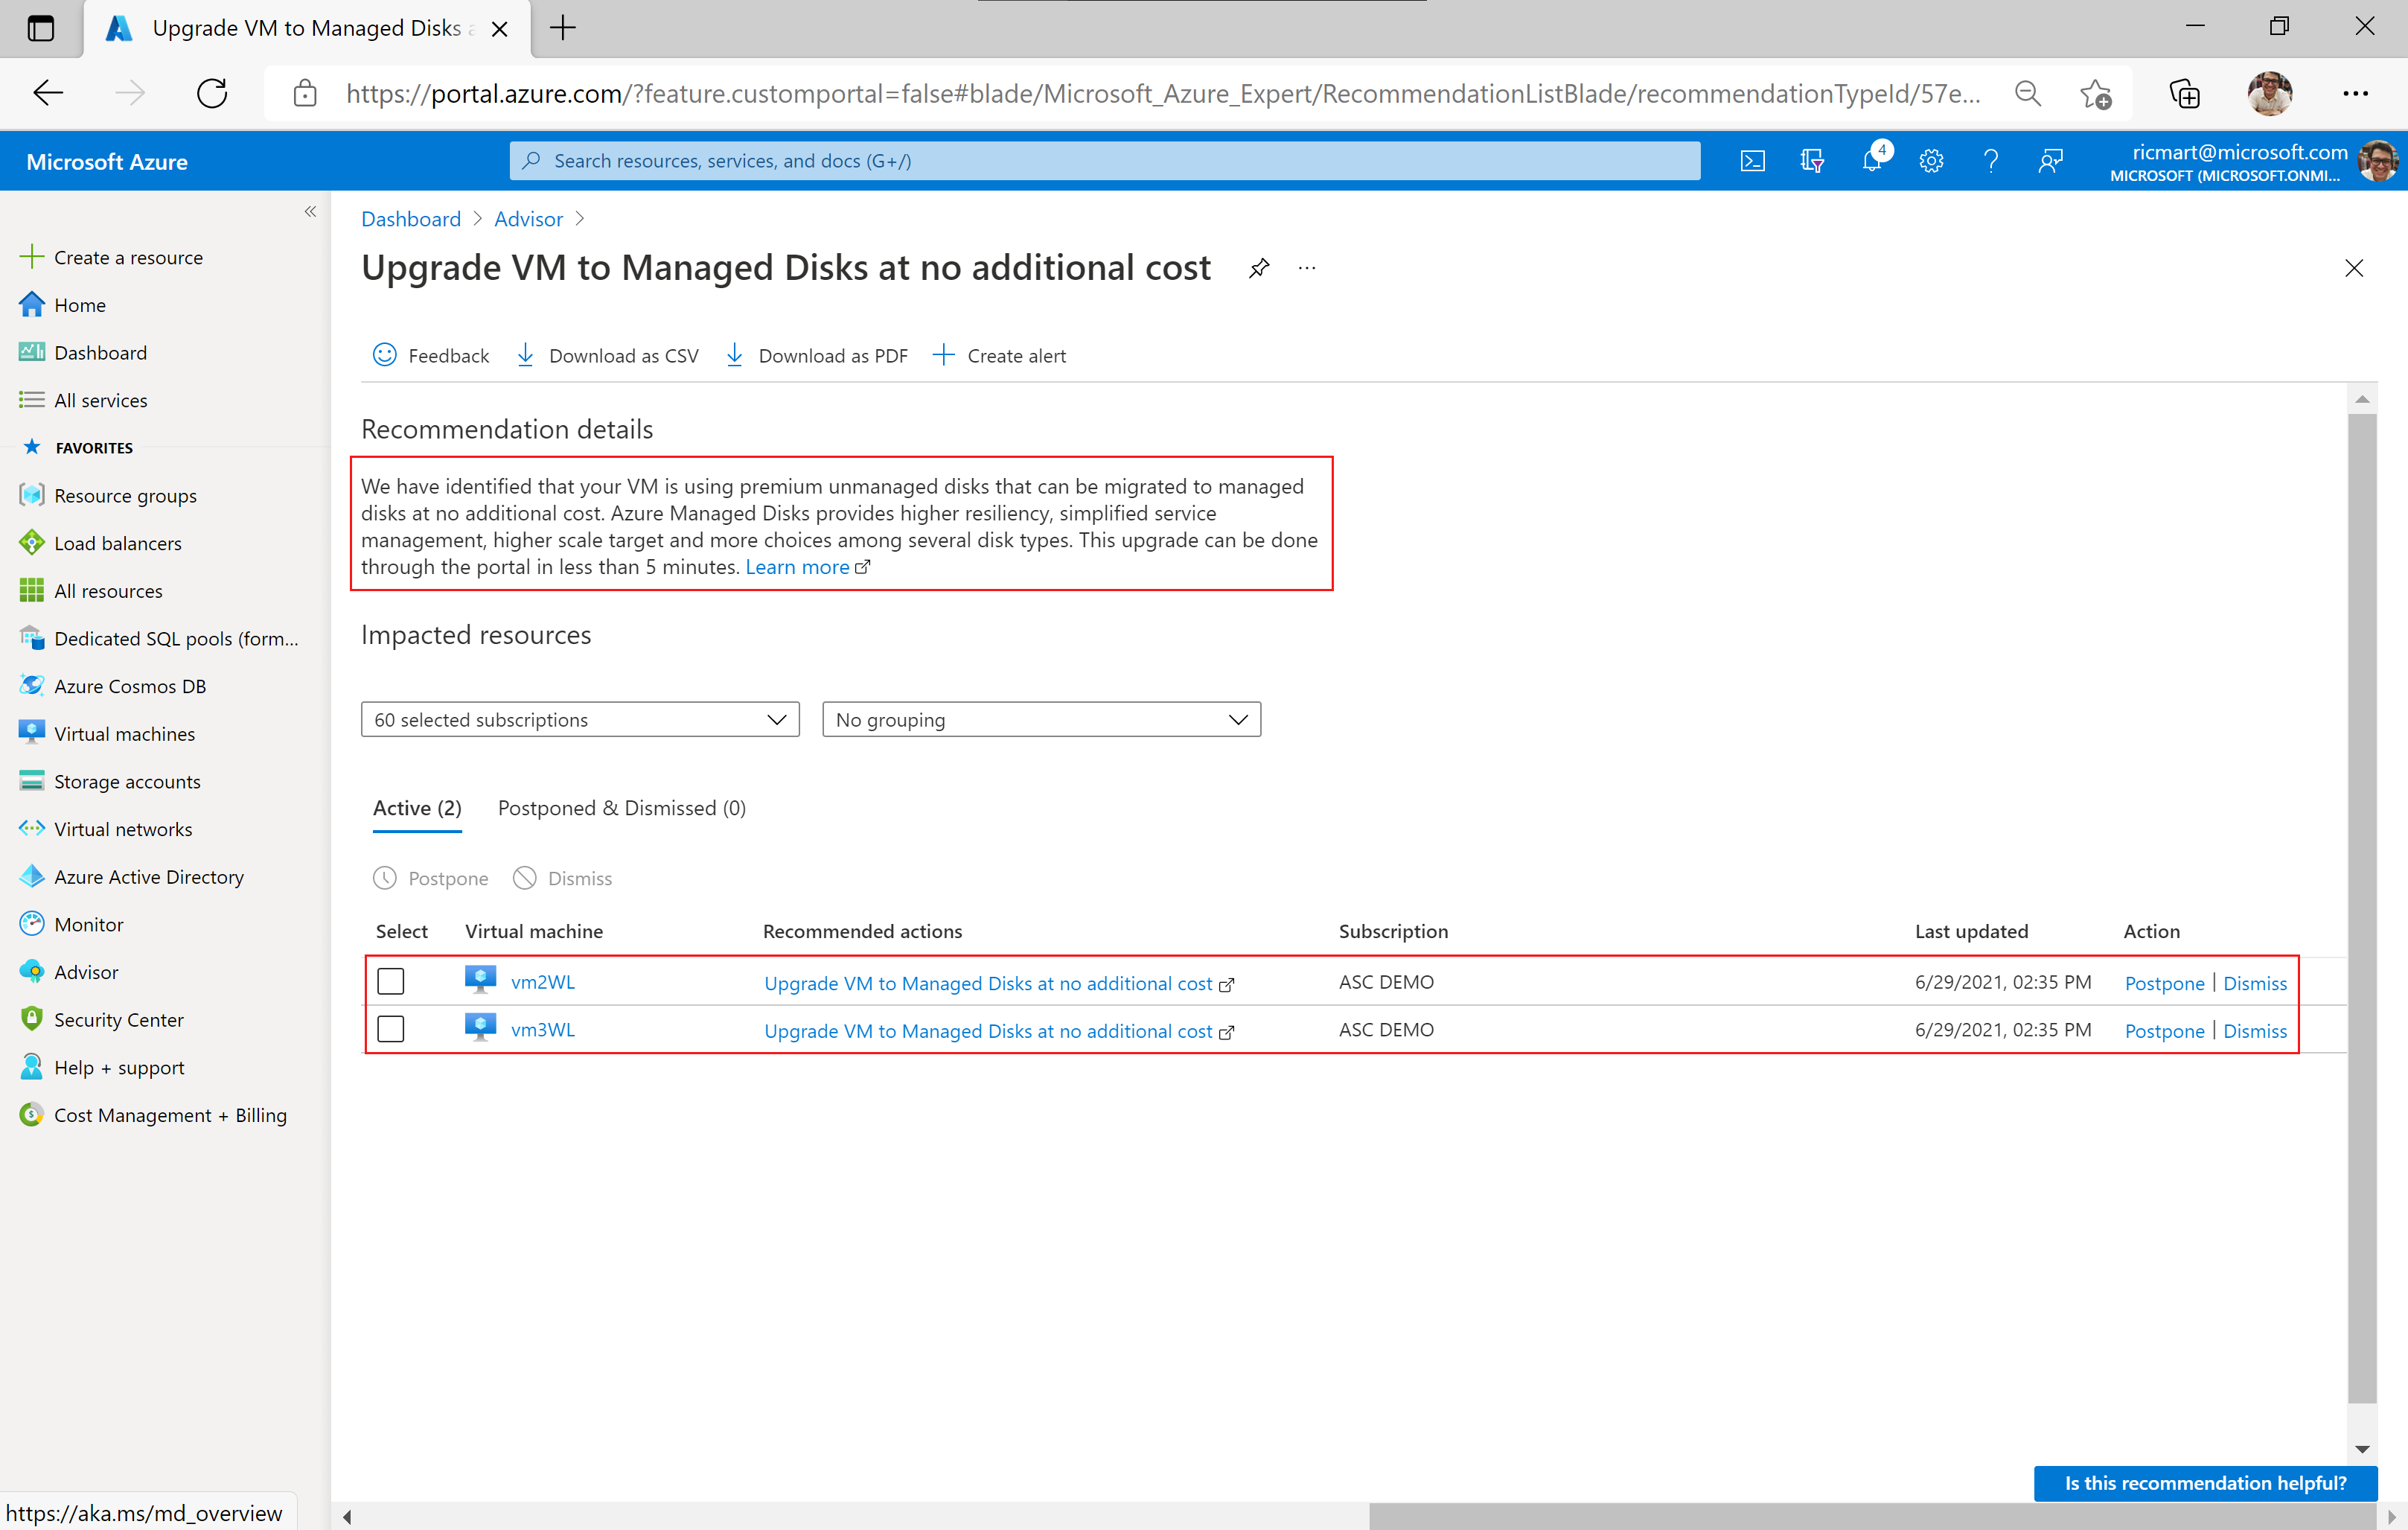 Upgrade VM to Managed Disks a
https://portal.azure.com/?feature.customportal=false#blade/Microsoft_Azure_Expert/RecommendationListBlade/recommendationTypeId/57e...
Microsoft Azure
Search resources, services, and docs (G+/)
4
ricmart@microsoft.com
MICROSOFT (MICROSOFT.ONMI...
Create a resource
Home
Dashboard
All services
FAVORITES
Resource groups
Load balancers
All resources
Dedicated SQL pools (form...
Azure Cosmos DB
Virtual machines
Storage accounts
Virtual networks
Azure Active Directory
Monitor
Advisor
Security Center
Help + support
Cost Management + Billing
Dashboard > Advisor >
Upgrade VM to Managed Disks at no additional cost
Feedback Download as CSV Download as PDF Create alert
Recommendation details
We have identified that your VM is using premium unmanaged disks that can be migrated to managed
disks at no additional cost. Azure Managed Disks provides higher resiliency, simplified service
management, higher scale target and more choices among several disk types. This upgrade can be done
through the portal in less than 5 minutes. Learn more
Impacted resources
60 selected subscriptions No grouping
Active (2) Postponed & Dismissed (0)
Postpone Dismiss
Select Virtual machine Recommended actions Subscription Last updated Action
vm2WL Upgrade VM to Managed Disks at no additional cost ASC DEMO 6/29/2021, 02:35 PM Postpone | Dismiss
vm3WL Upgrade VM to Managed Disks at no additional cost ASC DEMO 6/29/2021, 02:35 PM Postpone | Dismiss
Is this recommendation helpful?
https://aka.ms/md_overview